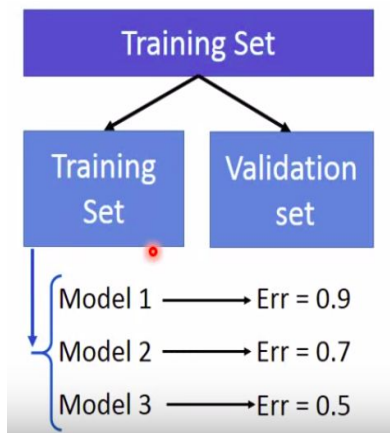 Training Set
Training
Set
Validation
set
Model 1 Err = 0.9
Model 2 Err = 0.7
Model 3 Err = 0.5